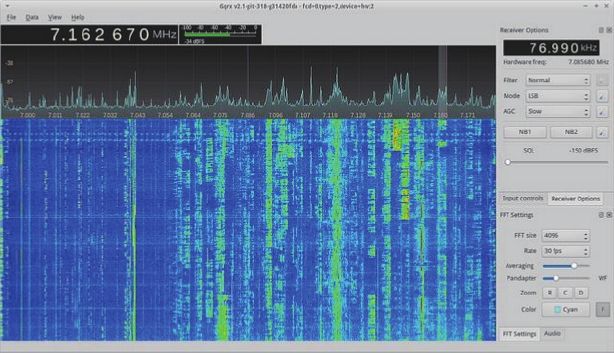 Gqrx v2.1-git-318-g31420fda - fcd=0,type=2,device=hw:2
File Data View Help
7.162 670 MHz
-34 dBFS
7.000 7.011 7.021 7.032 7.043 7.054 7.064 7.075 7.086 7.096 7.107 7.118 7.128 7.139 7.150 7.160 7.171
Receiver Options
76.990 kHz
Hardware freq: 7.085680 MHz
Filter Normal
Mode LSB
AGC Slow
NB1 NB2
SQL -150 dBFS
Input controls Receiver Options
FFT Settings
FFT size 4096
Rate 30 fps
Averaging
Pandapter WF
Zoom R C D
Color Cyan F
FFT Settings Audio